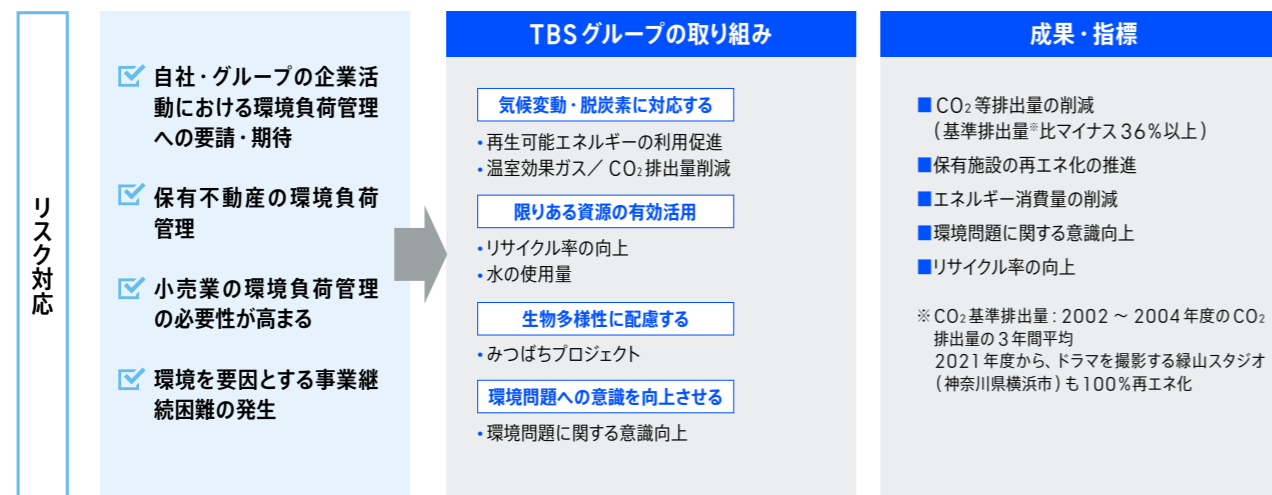 リスク対応
自社・グループの企業活
動における環境負荷管理
への要請・期待
保有不動産の環境負荷
管理
小売業の環境負荷管理
の必要性が高まる
環境を要因とする事業継
続困難の発生
TBSグループの取り組み
気候変動・脱炭素に対応する
・再生可能エネルギーの利用促進
・温室効果ガス／CO₂排出量削減
限りある資源の有効活用
・リサイクル率の向上
・水の使用量
生物多様性に配慮する
・みつばちプロジェクト
環境問題への意識を向上させる
・環境問題に関する意識向上
成果・指標
■CO₂等排出量の削減
（基準排出量※比マイナス36％以上）
■保有施設の再エネ化の推進
■エネルギー消費量の削減
■環境問題に関する意識向上
■リサイクル率の向上
※CO₂基準排出量：2002～2004年度のCO₂
排出量の3年間平均
2021年度から、ドラマを撮影する緑山スタジオ
（神奈川県横浜市）も100％再エネ化